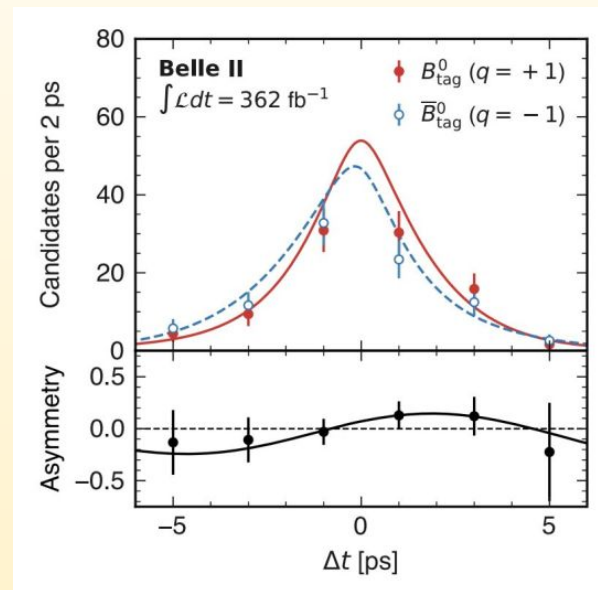 80
60
40
20
0
Candidates per 2 ps
Belle II
∫ℒdt = 362 fb⁻¹
B⁰tag (q = +1)
B̅⁰tag (q = −1)
0.5
0.0
−0.5
Asymmetry
−5 0 5
Δt [ps]